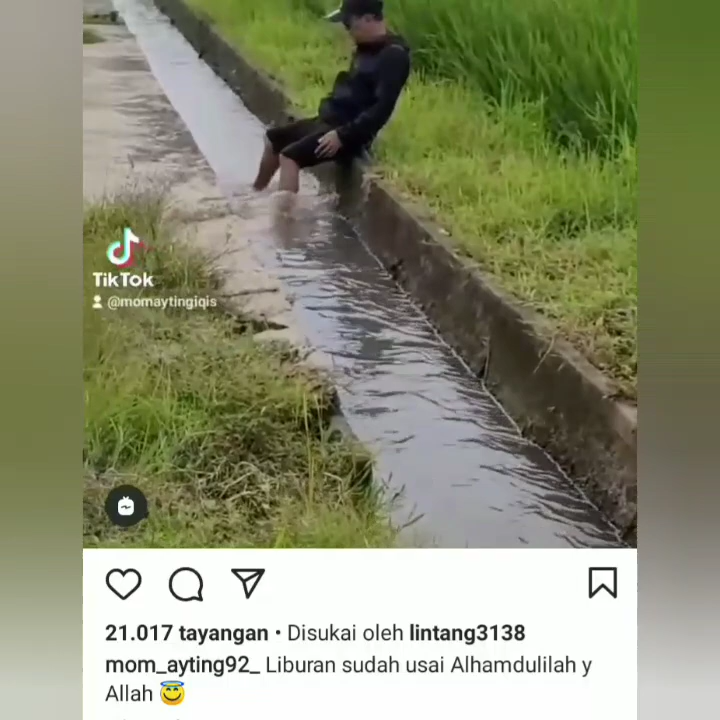 TikTok
@momaytingiqis
21.017 tayangan • Disukai oleh lintang3138
mom_ayting92_ Liburan sudah usai Alhamdulilah y
Allah 😇